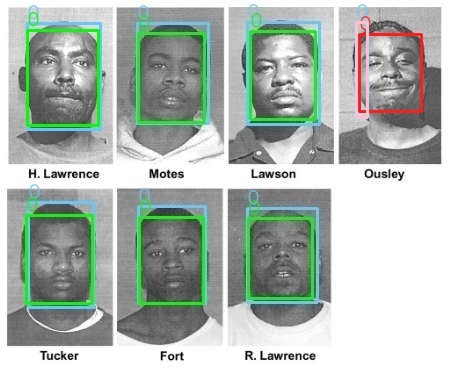 H. Lawrence
Motes
Lawson
Ousley
Tucker
Fort
R. Lawrence